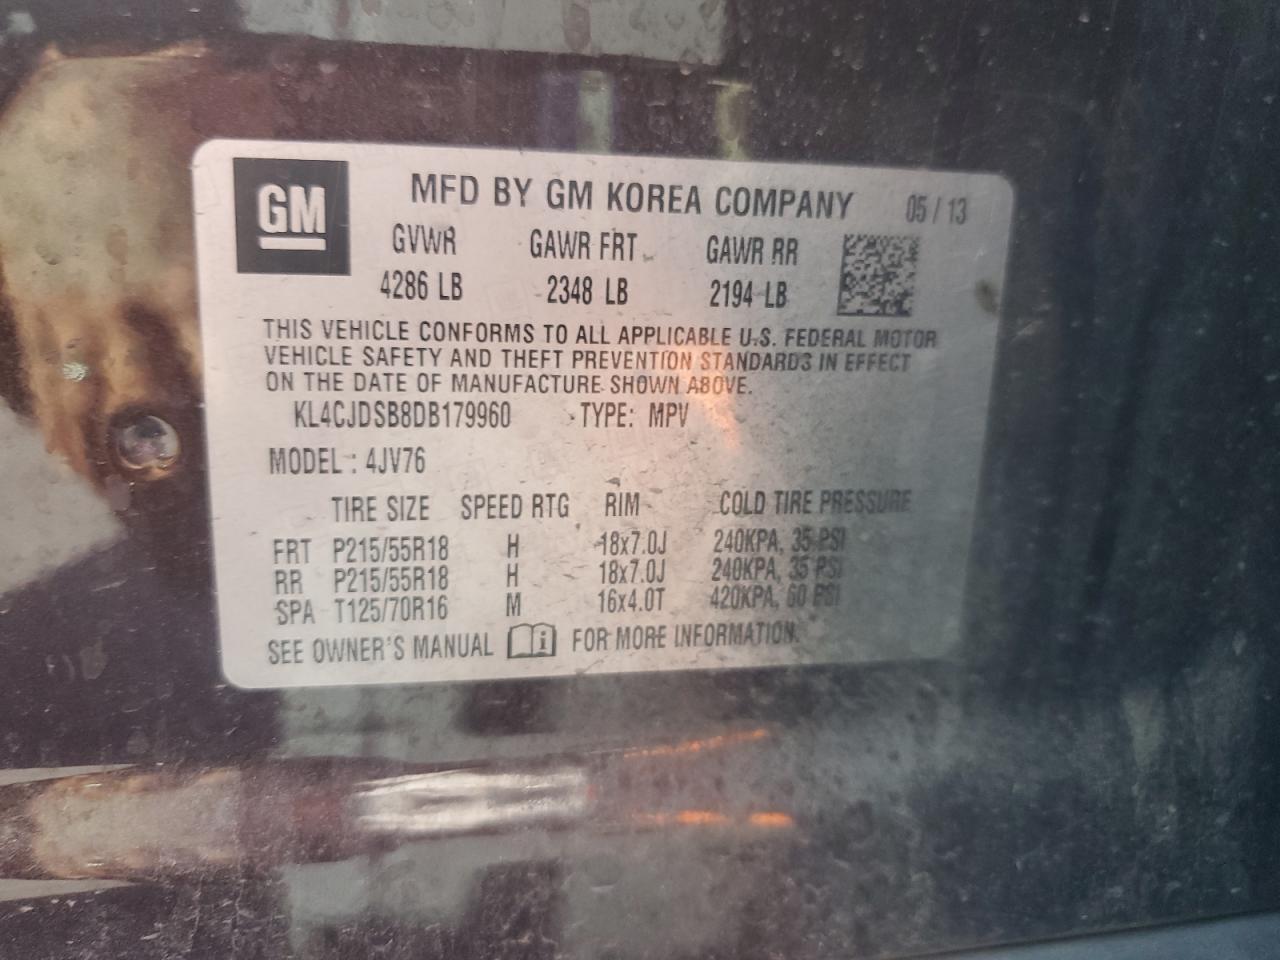 GM
MFD BY GM KOREA COMPANY 05 / 13
GVWR GAWR FRT GAWR RR
4286 LB 2348 LB 2194 LB
THIS VEHICLE CONFORMS TO ALL APPLICABLE U.S. FEDERAL MOTOR
VEHICLE SAFETY AND THEFT PREVENTION STANDARDS IN EFFECT
ON THE DATE OF MANUFACTURE SHOWN ABOVE.
KL4CJDSB8DB179960 TYPE: MPV
MODEL : 4JV76
TIRE SIZE SPEED RTG RIM COLD TIRE PRESSURE
FRT P215/55R18 H 18x7.0J 240KPA, 35 PSI
RR P215/55R18 H 18x7.0J 240KPA, 35 PSI
SPA T125/70R16 M 16x4.0T 420KPA, 60 PSI
SEE OWNER'S MANUAL FOR MORE INFORMATION.